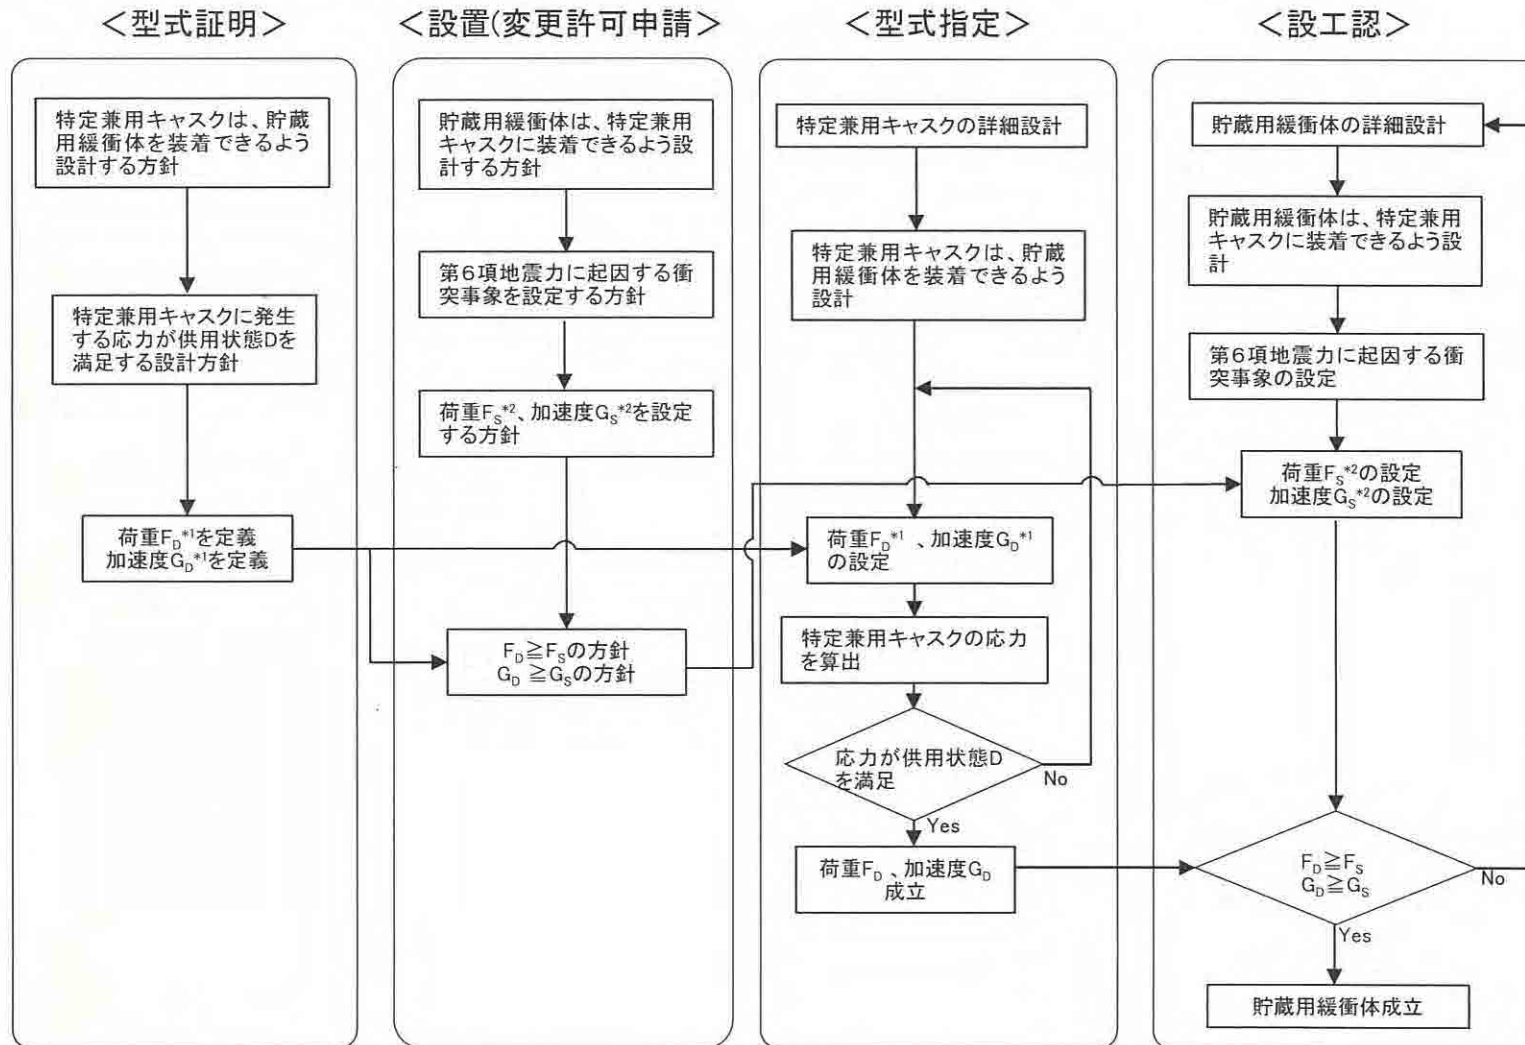 ＜型式証明＞
特定兼用キャスクは、貯蔵
用緩衝体を装着できるよう
設計する方針
特定兼用キャスクに発生
する応力が供用状態Dを
満足する設計方針
荷重F_D*1を定義
加速度G_D*1を定義
＜設置(変更許可申請＞
貯蔵用緩衝体は、特定兼用
キャスクに装着できるよう設
計する方針
第6項地震力に起因する衝
突事象を設定する方針
荷重F_S*2、加速度G_S*2を設定
する方針
F_D≧F_Sの方針
G_D ≧G_Sの方針
＜型式指定＞
特定兼用キャスクの詳細設計
特定兼用キャスクは、貯蔵
用緩衝体を装着できるよう
設計
荷重F_D*1 、加速度G_D*1
の設定
特定兼用キャスクの応力
を算出
応力が供用状態D
を満足
No
Yes
荷重F_D 、加速度G_D
成立
＜設工認＞
貯蔵用緩衝体の詳細設計
貯蔵用緩衝体は、特定兼用
キャスクに装着できるよう設
計
第6項地震力に起因する衝
突事象の設定
荷重F_S*2の設定
加速度G_S*2の設定
F_D≧F_S
G_D≧G_S
No
Yes
貯蔵用緩衝体成立